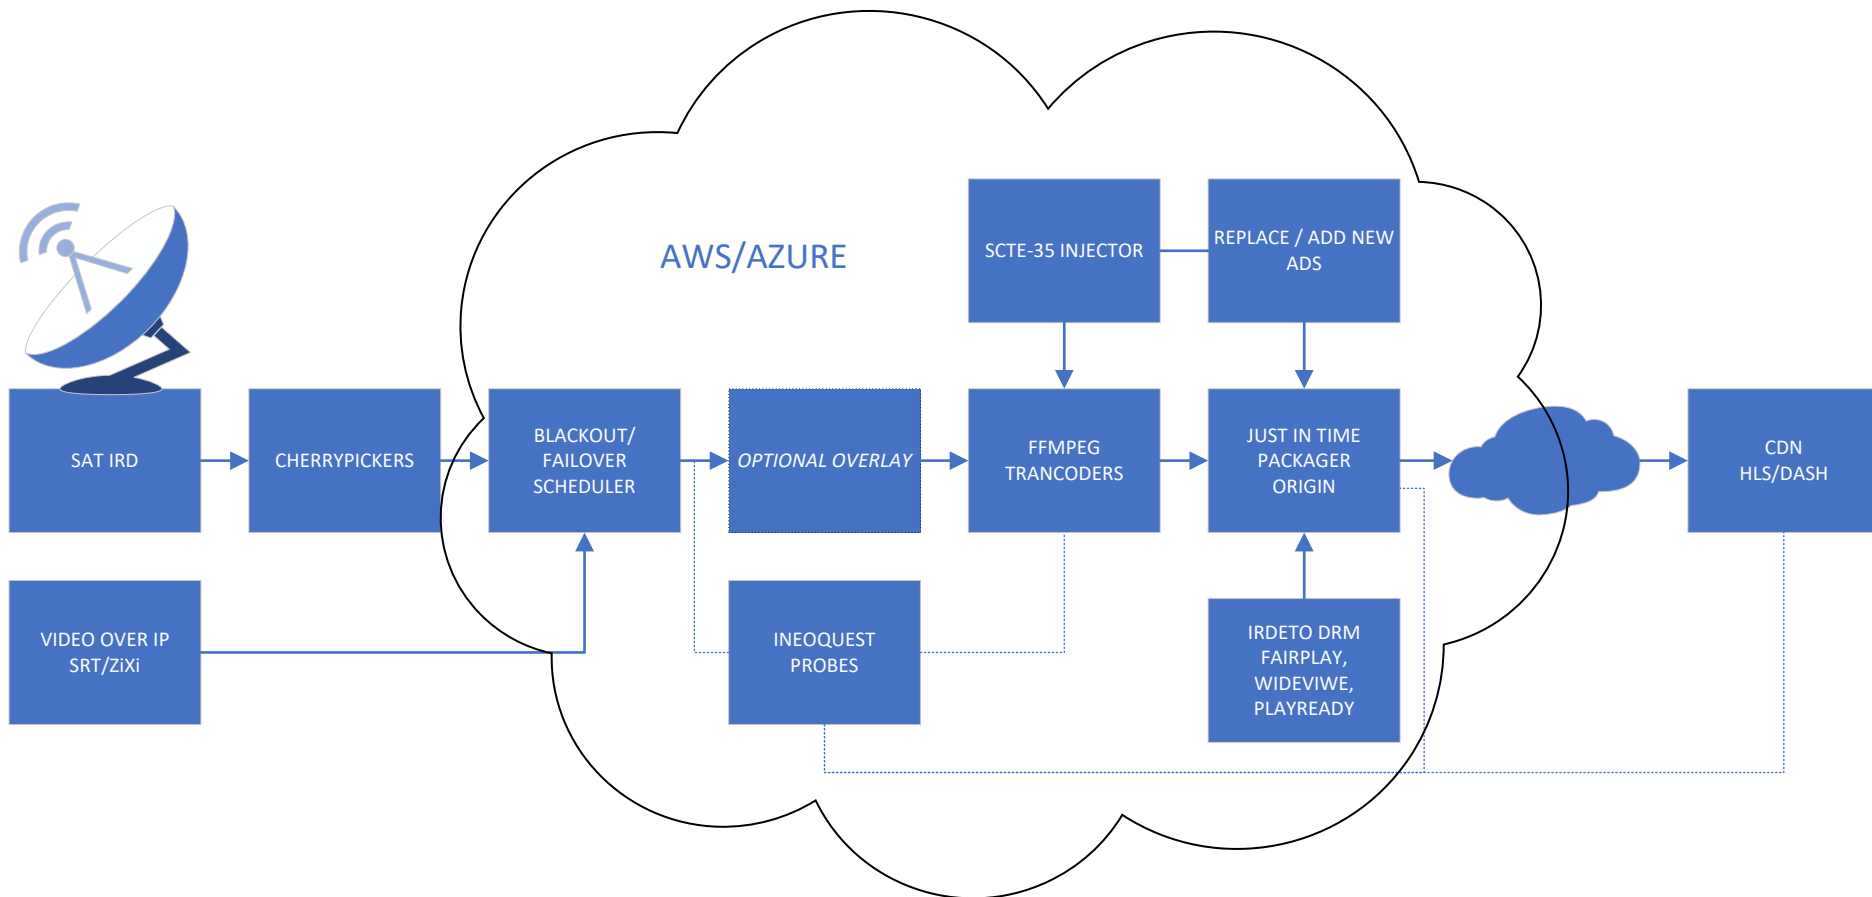 AWS/AZURE
SCTE-35 INJECTOR
REPLACE / ADD NEW
ADS
SAT IRD
CHERRYPICKERS
BLACKOUT/
FAILOVER
SCHEDULER
OPTIONAL OVERLAY
FFMPEG
TRANCODERS
JUST IN TIME
PACKAGER
ORIGIN
CDN
HLS/DASH
VIDEO OVER IP
SRT/ZiXi
INEOQUEST
PROBES
IRDETO DRM
FAIRPLAY,
WIDEVIWE,
PLAYREADY